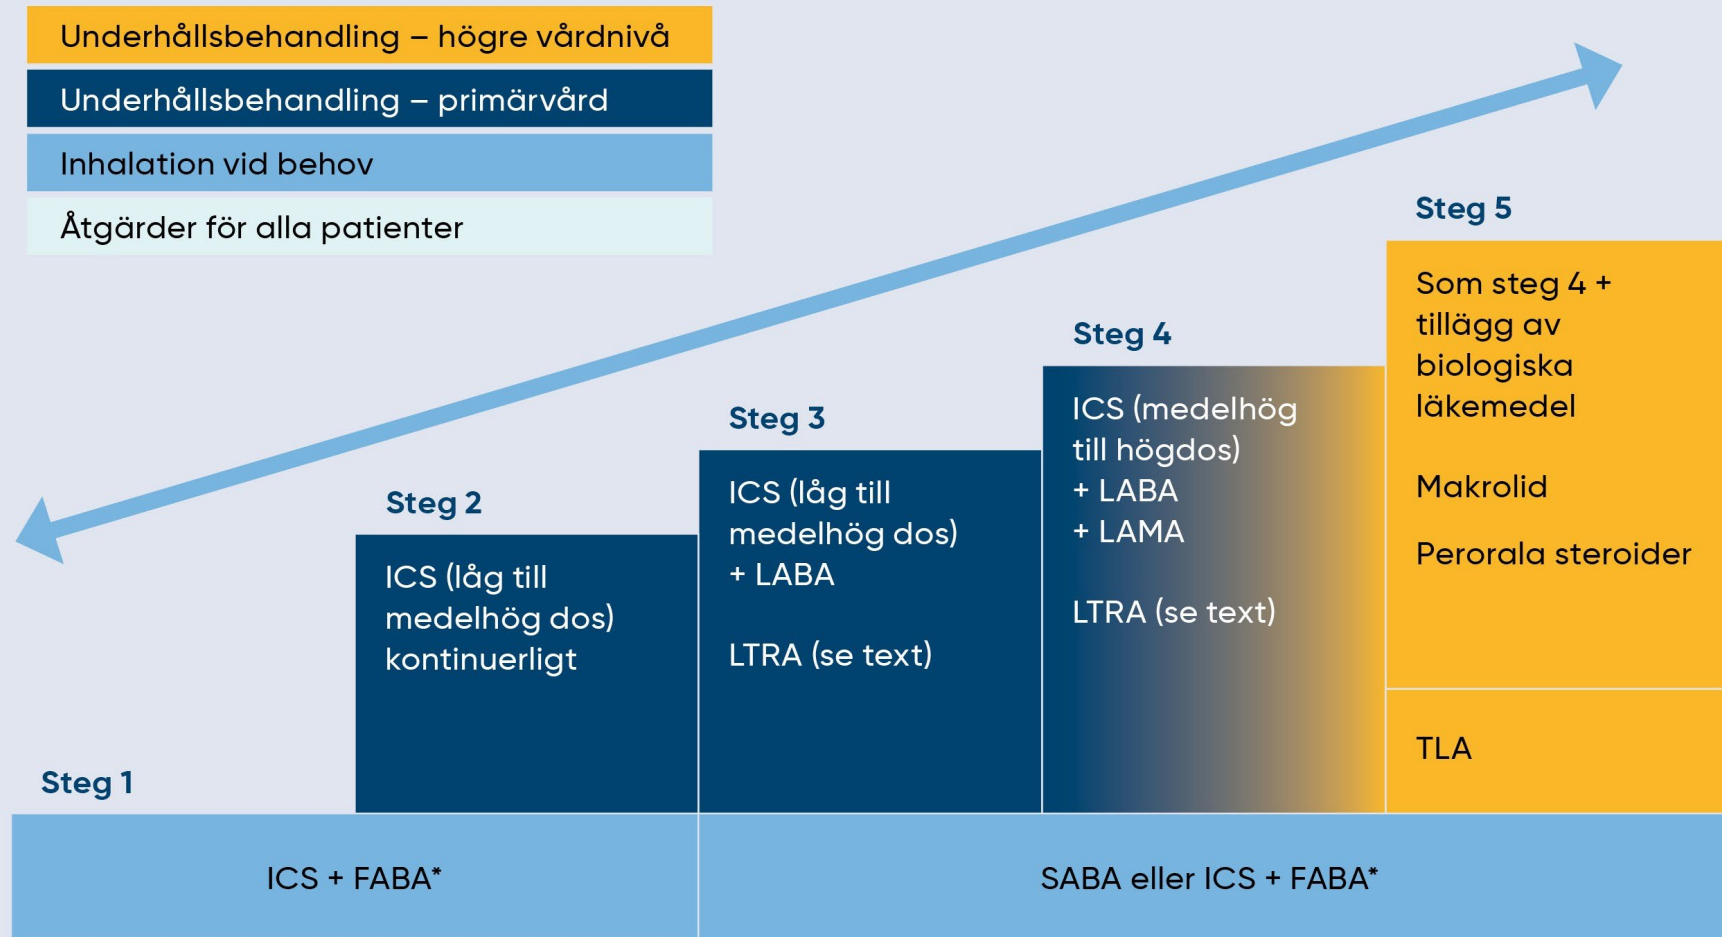 Underhållsbehandling – högre vårdnivå
Underhållsbehandling – primärvård
Inhalation vid behov
Åtgärder för alla patienter
Steg 1
Steg 2
ICS (låg till
medelhög dos)
kontinuerligt
Steg 3
ICS (låg till
medelhög dos)
+ LABA
LTRA (se text)
Steg 4
ICS (medelhög
till högdos)
+ LABA
+ LAMA
LTRA (se text)
Steg 5
Som steg 4 +
tillägg av
biologiska
läkemedel
Makrolid
Perorala steroider
TLA
ICS + FABA*
SABA eller ICS + FABA*